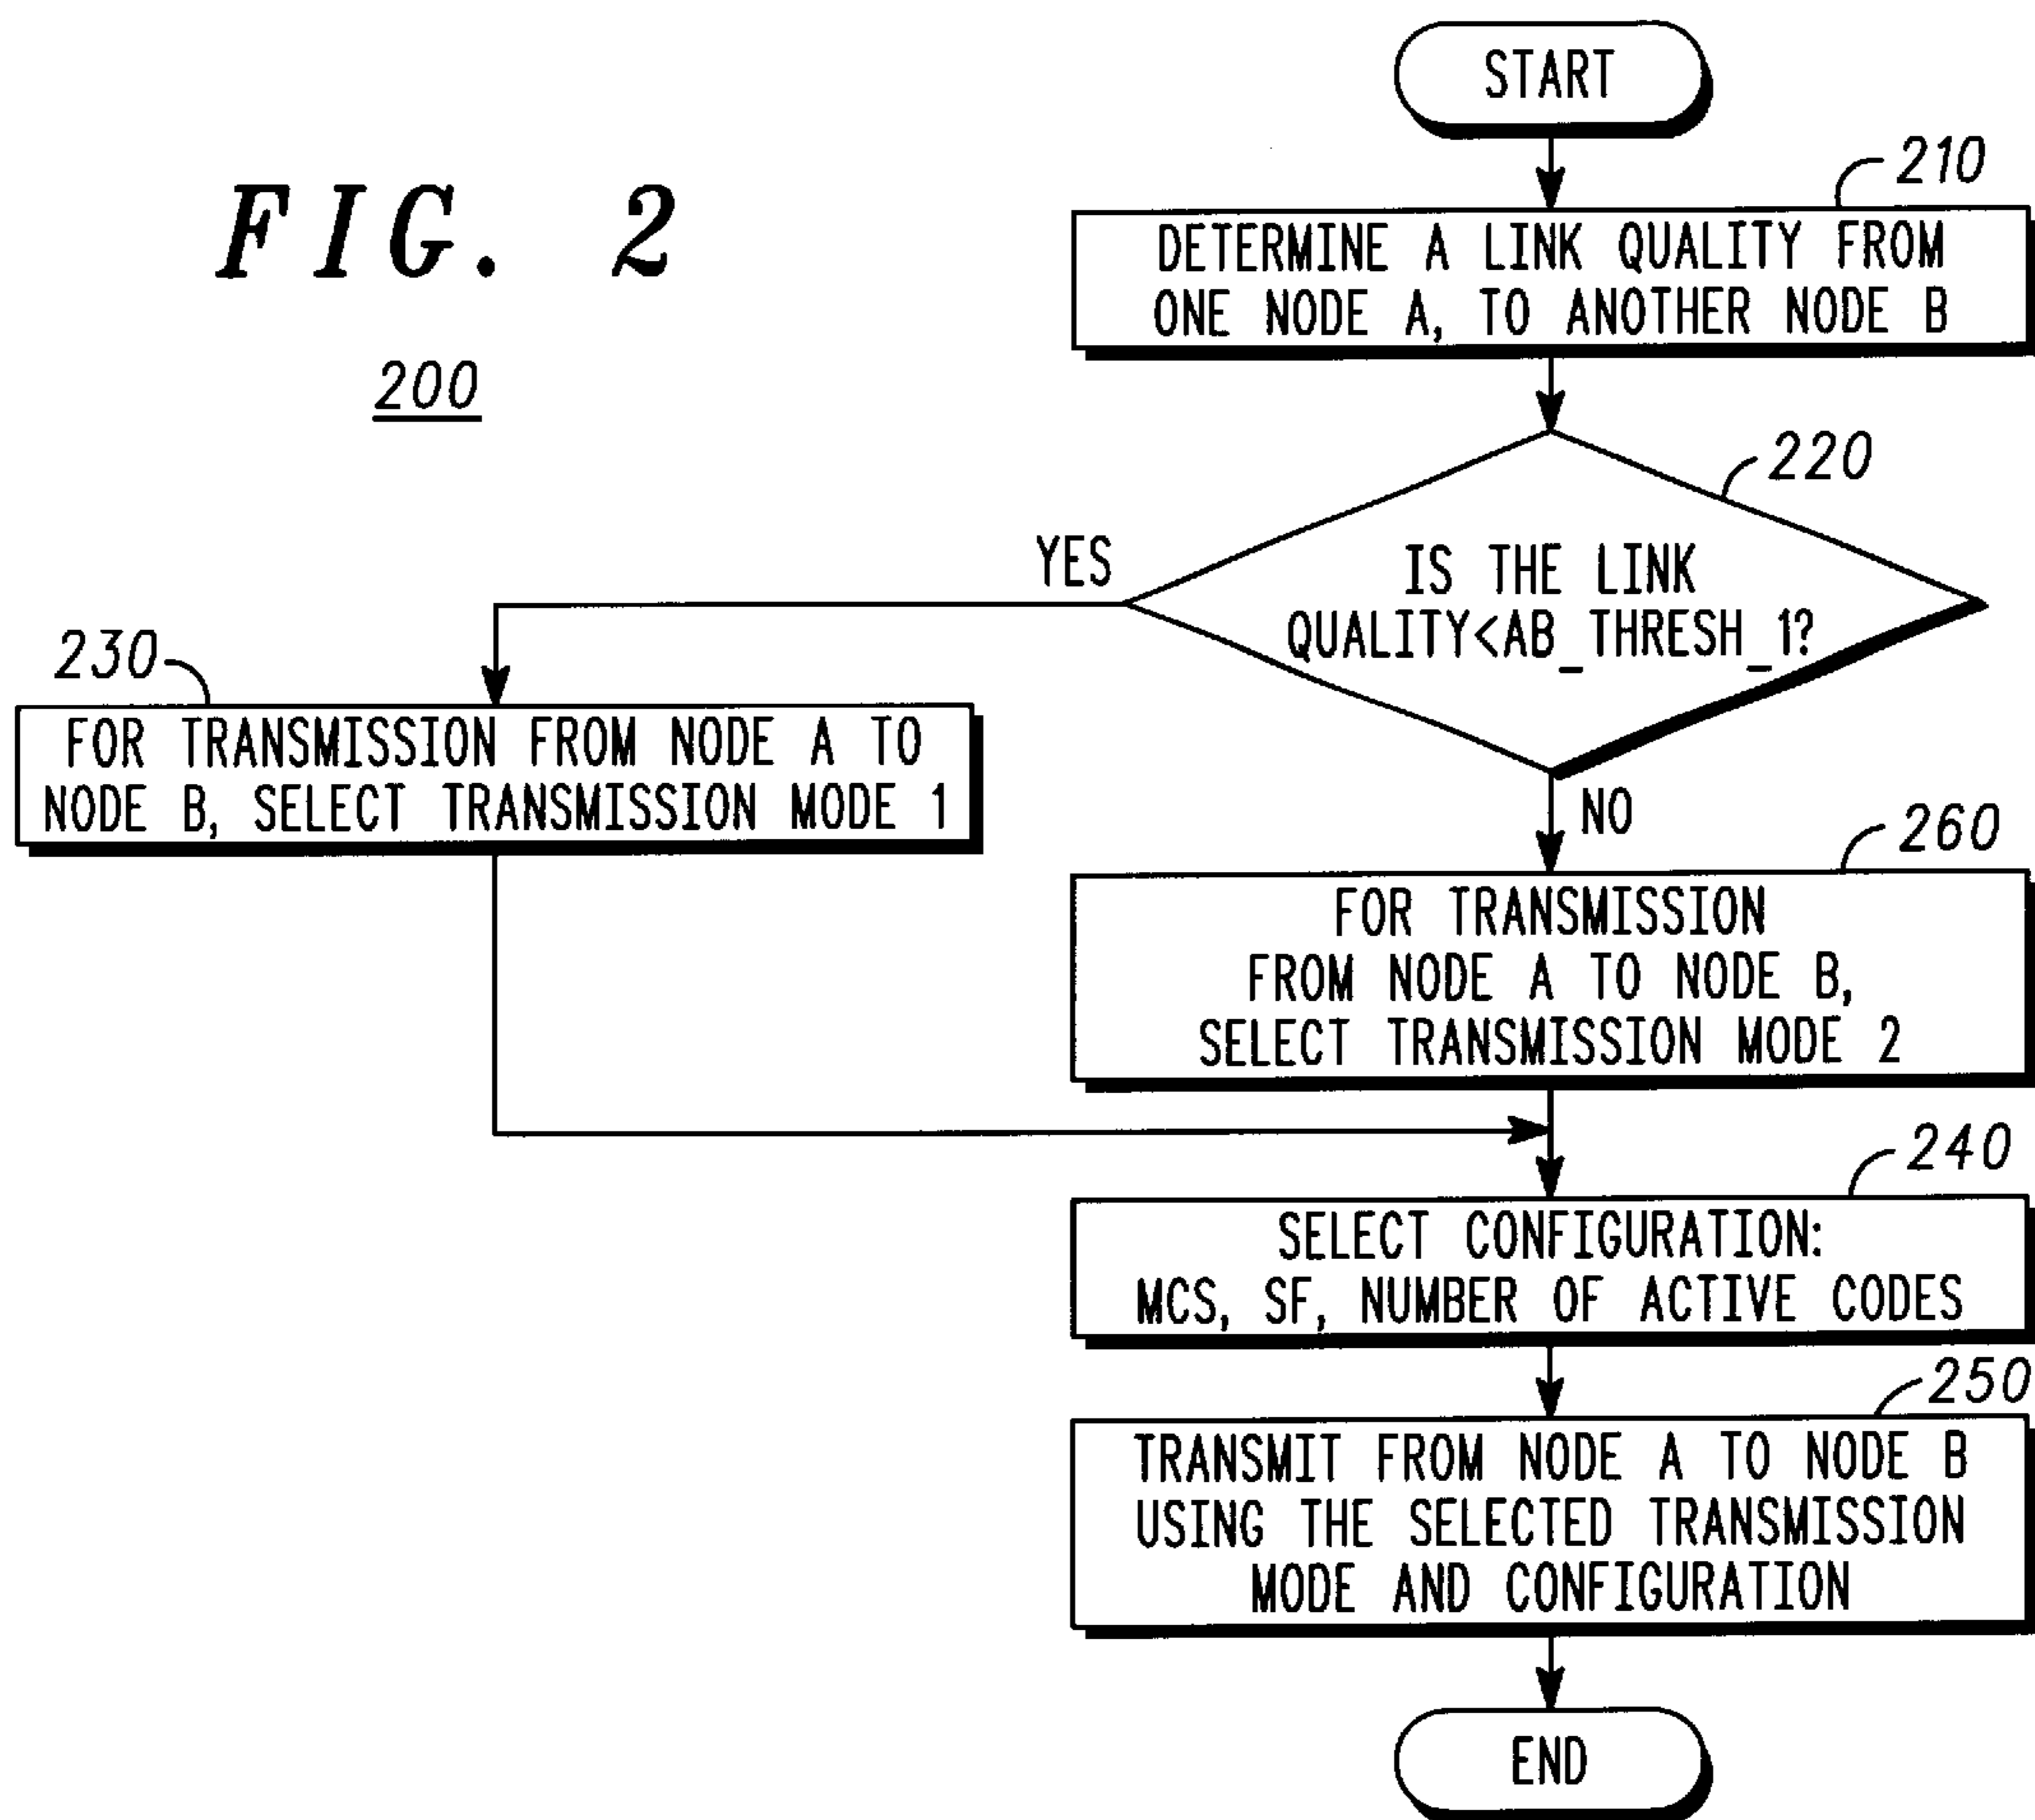 START
FIG. 2
200
210
DETERMINE A LINK QUALITY FROM
ONE NODE A, TO ANOTHER NODE B
220
IS THE LINK
QUALITY<AB_THRESH_1?
YES
230
FOR TRANSMISSION FROM NODE A TO
NODE B, SELECT TRANSMISSION MODE 1
NO
260
FOR TRANSMISSION
FROM NODE A TO NODE B,
SELECT TRANSMISSION MODE 2
240
SELECT CONFIGURATION:
MCS, SF, NUMBER OF ACTIVE CODES
250
TRANSMIT FROM NODE A TO NODE B
USING THE SELECTED TRANSMISSION
MODE AND CONFIGURATION
END